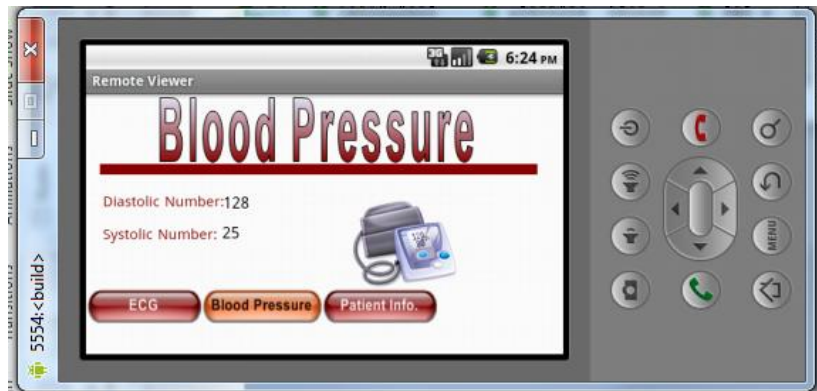 3G 6:24 PM
Remote Viewer
Blood Pressure
Diastolic Number:128
Systolic Number: 25
ECG
Blood Pressure
Patient Info.
MENU
5554:<build>